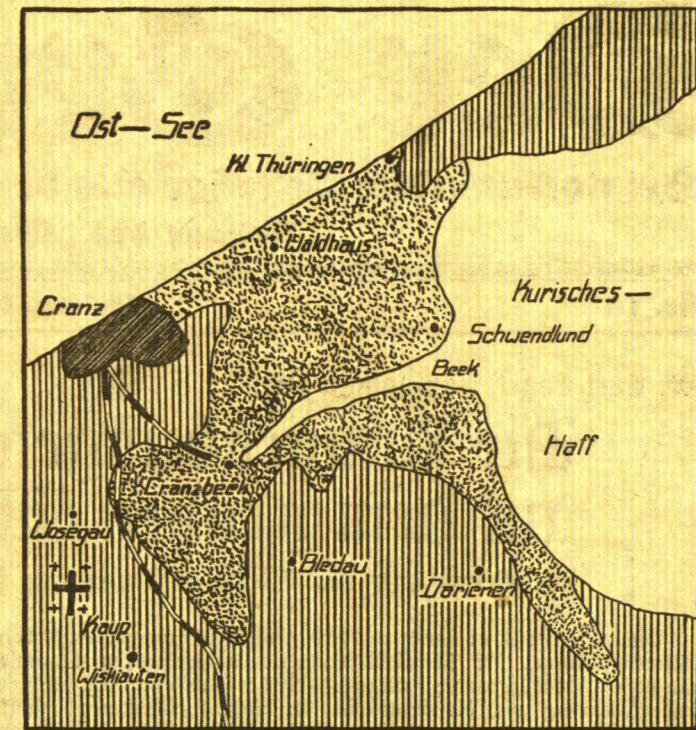 Ost — See
Kl. Thüringen
Waldhaus
Kurisches —
Cranz
Schwendlund
Beek
Haff
Cranzbeek
Wosegau
Bledau
Darienen
Kaup
Wiskiauten